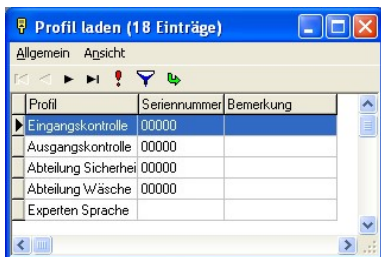 Profil laden (18 Einträge)
Allgemein Ansicht
Profil Seriennummer Bemerkung
Eingangskontrolle 00000
Ausgangskontrolle 00000
Abteilung Sicherhei 00000
Abteilung Wäsche 00000
Experten Sprache